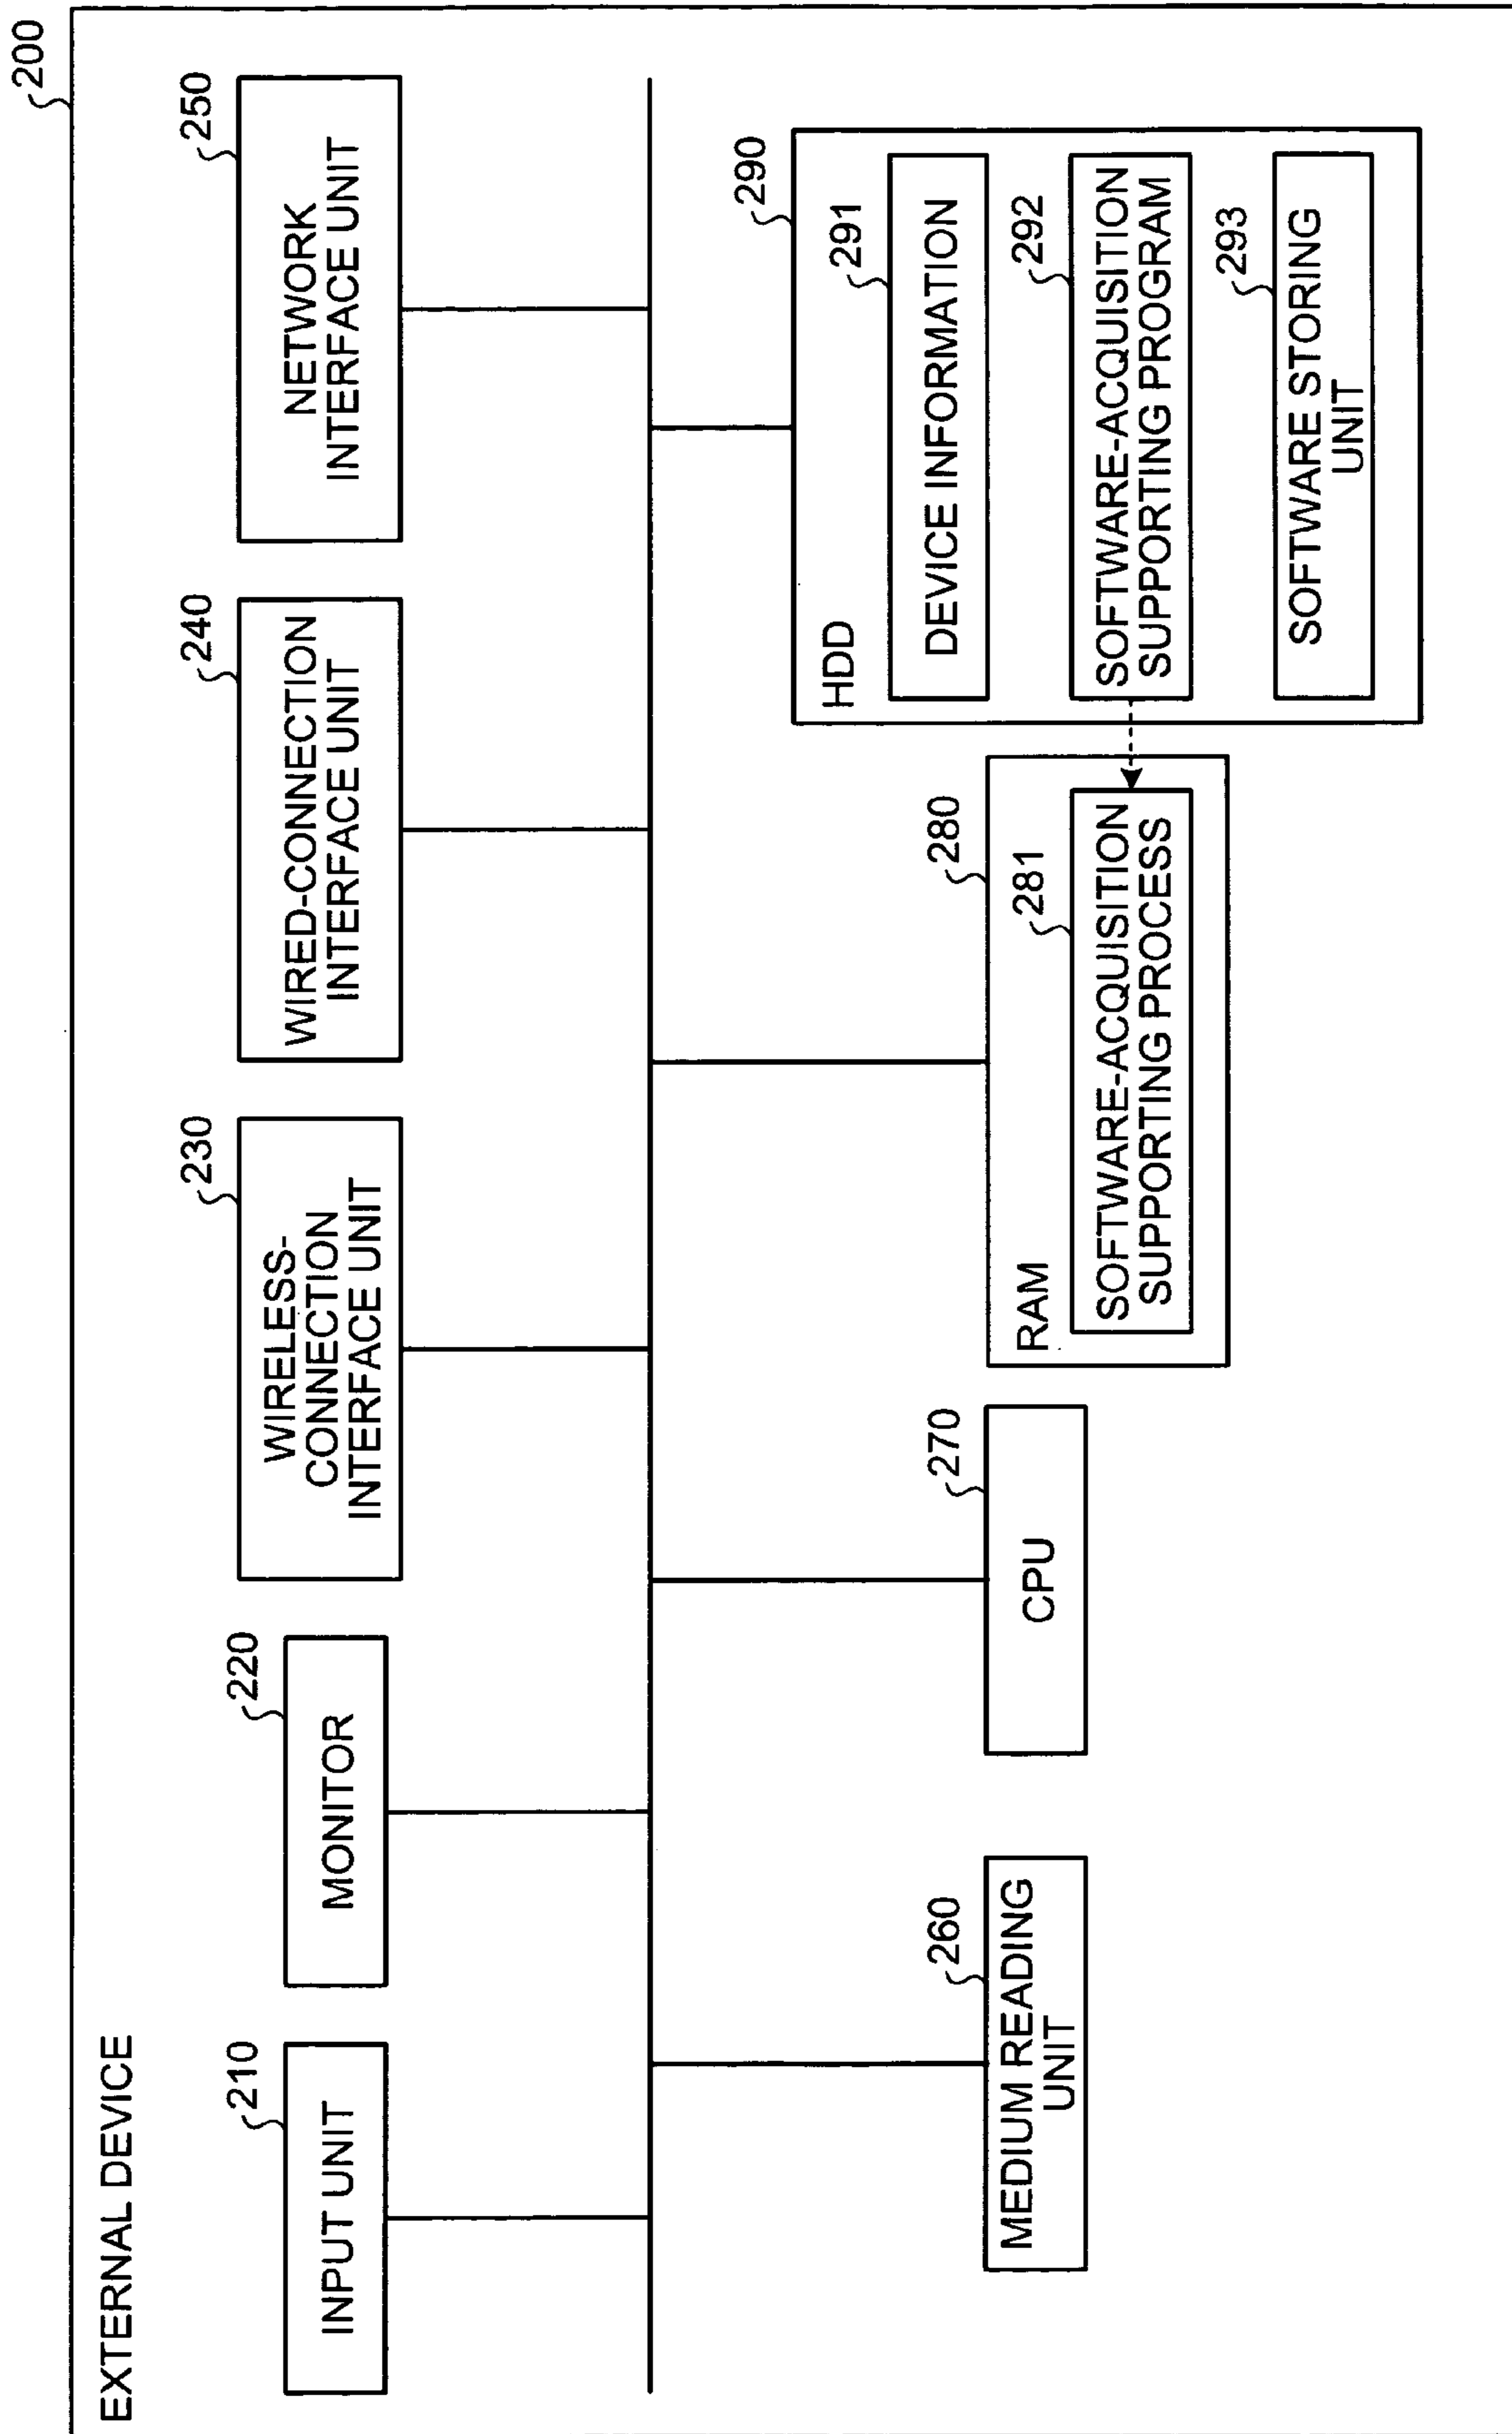 200
EXTERNAL DEVICE
210
INPUT UNIT
220
MONITOR
230
WIRELESS-
CONNECTION
INTERFACE UNIT
240
WIRED-CONNECTION
INTERFACE UNIT
250
NETWORK
INTERFACE UNIT
260
MEDIUM READING
UNIT
270
CPU
280
RAM
281
SOFTWARE-ACQUISITION
SUPPORTING PROCESS
290
HDD
291
DEVICE INFORMATION
292
SOFTWARE-ACQUISITION
SUPPORTING PROGRAM
293
SOFTWARE STORING
UNIT